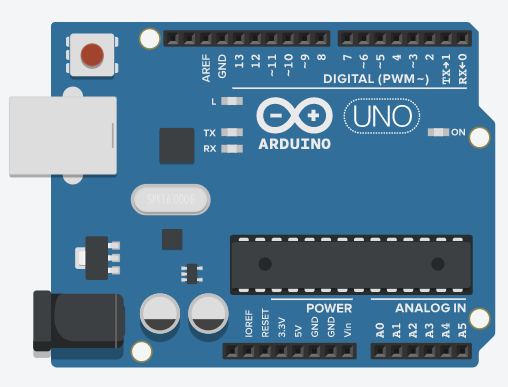 AREF
GND
13
12
~11
~10
~9
8
7
~6
~5
4
~3
2
TX→1
RX←0
DIGITAL (PWM~)
L
TX
RX
ARDUINO
UNO
ON
SPK16.000G
POWER
ANALOG IN
IOREF
RESET
3.3V
5V
GND
GND
Vin
A0
A1
A2
A3
A4
A5